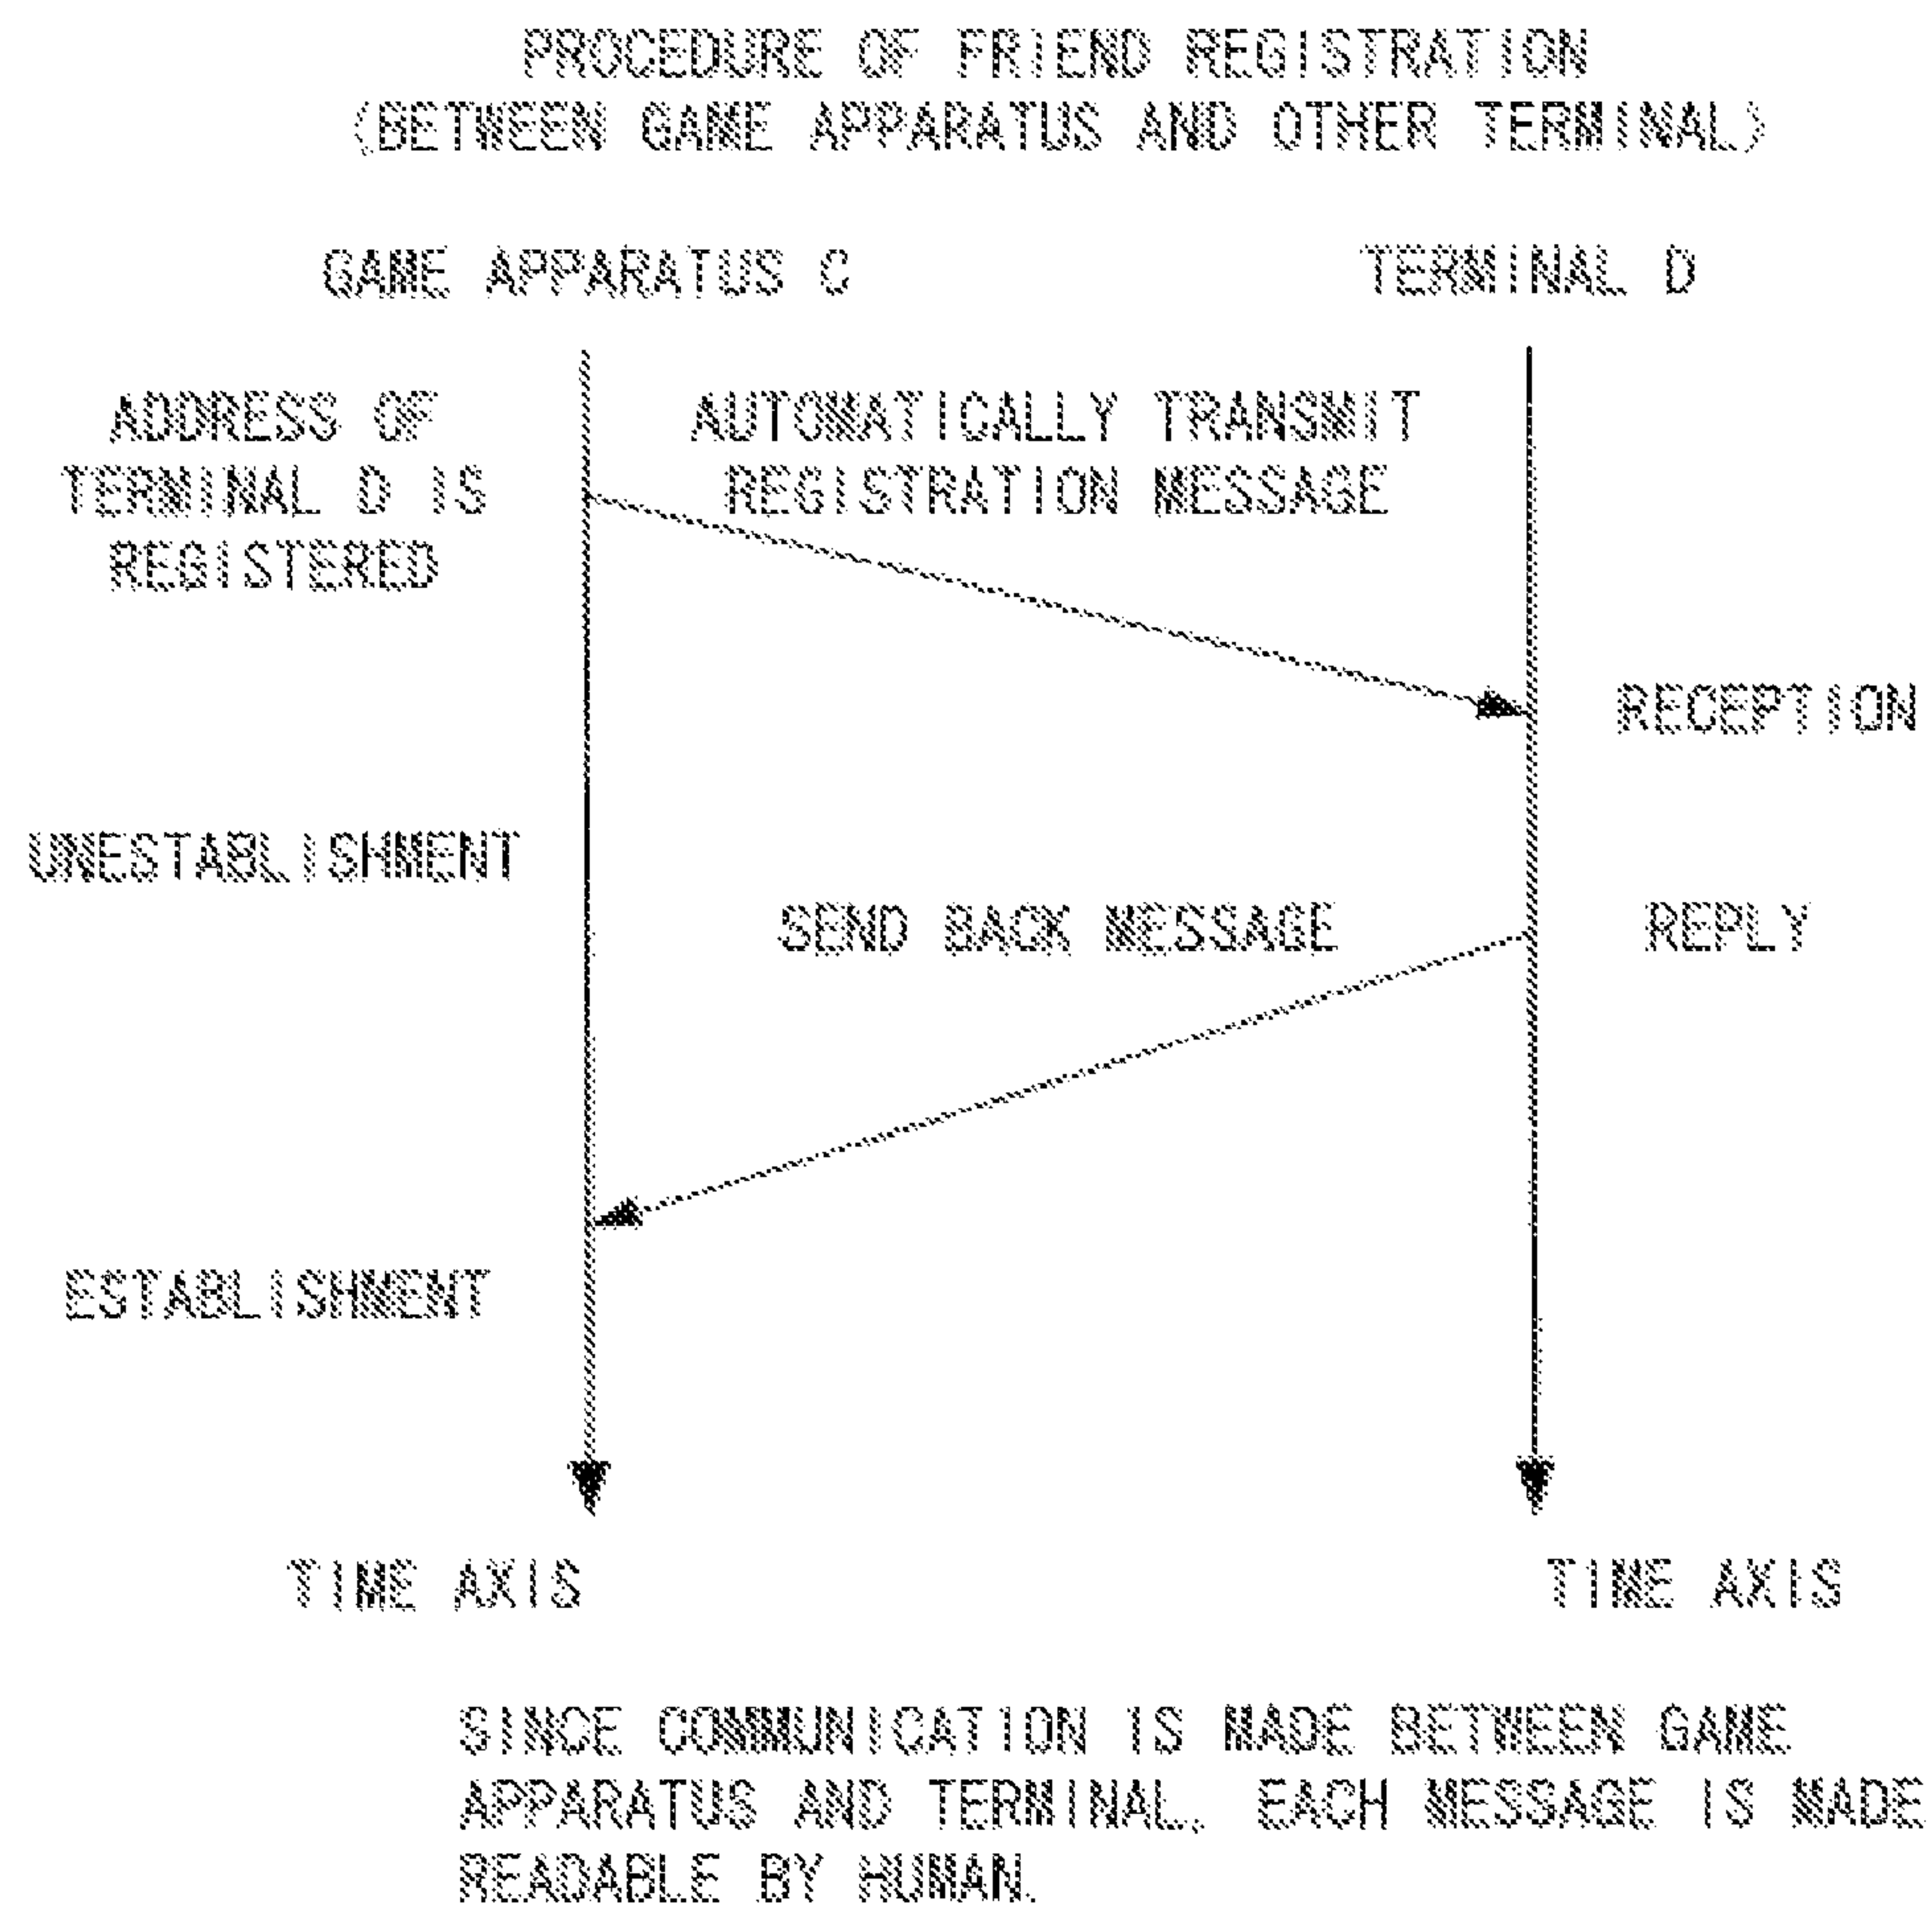 PROCEDURE OF FRIEND REGISTRATION
(BETWEEN GAME APPARATUS AND OTHER TERMINAL)
GAME APPARATUS C
TERMINAL D
ADDRESS OF
TERMINAL D IS
REGISTERED
AUTOMATICALLY TRANSMIT
REGISTRATION MESSAGE
RECEPTION
UNESTABLISHMENT
SEND BACK MESSAGE
REPLY
ESTABLISHMENT
TIME AXIS
TIME AXIS
SINCE COMMUNICATION IS MADE BETWEEN GAME
APPARATUS AND TERMINAL, EACH MESSAGE IS MADE
READABLE BY HUMAN.